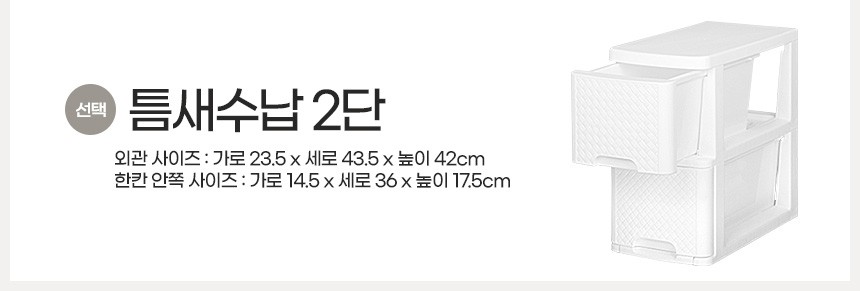 선택
틈새수납 2단
외관 사이즈 : 가로 23.5 x 세로 43.5 x 높이 42cm
한칸 안쪽 사이즈 : 가로 14.5 x 세로 36 x 높이 17.5cm